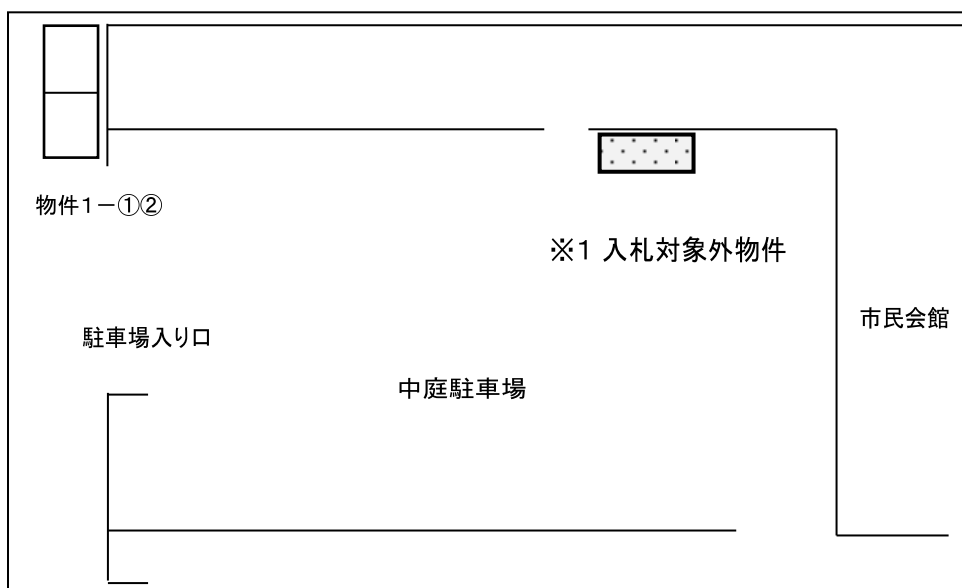 物件１－①②
※１ 入札対象外物件
市民会館
駐車場入り口
中庭駐車場